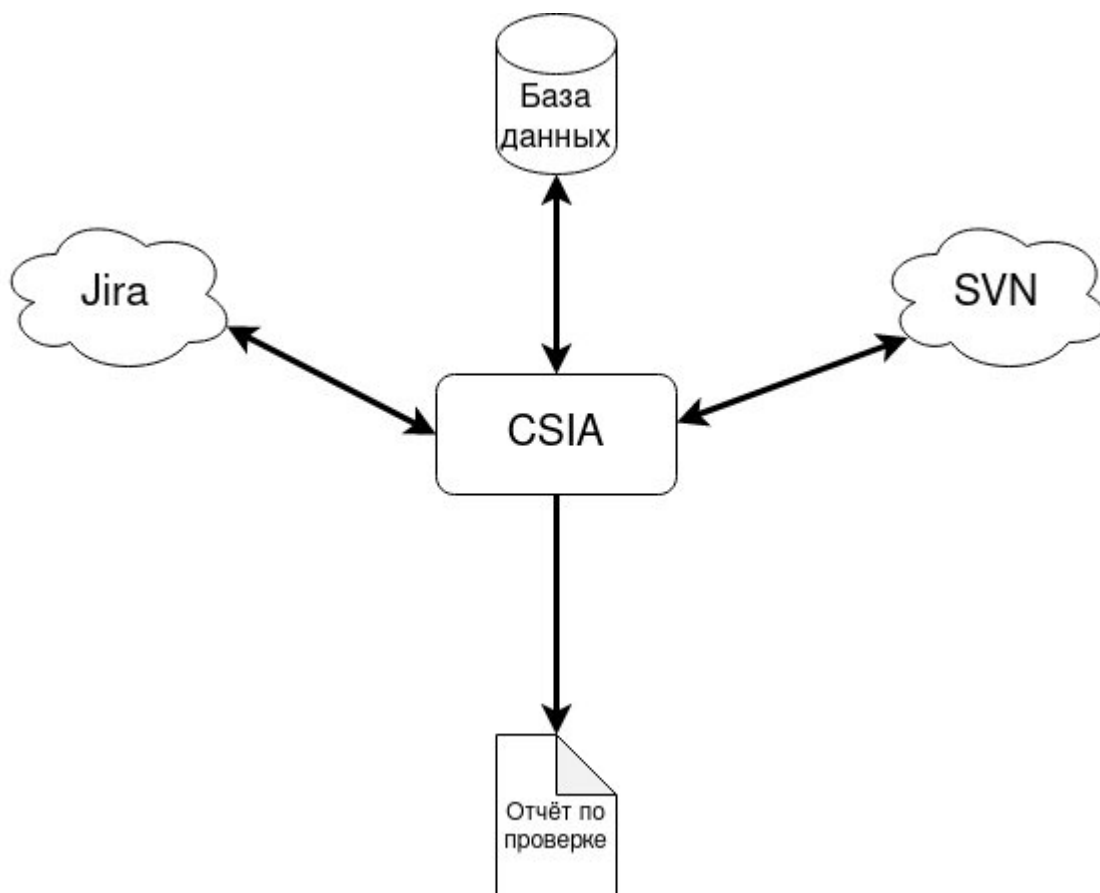 База
данных
Jira
SVN
CSIA
Отчёт по
проверке